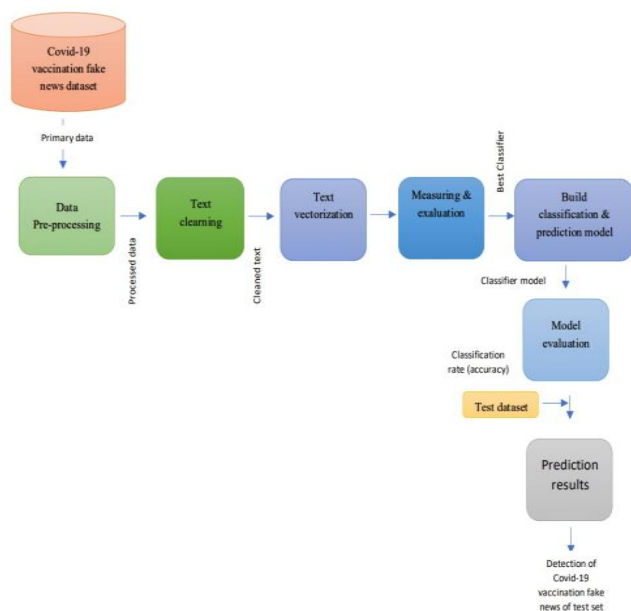 Covid-19
vaccination fake
news dataset
Primary data
Data
Pre-processing
Processed data
Text
clearning
Cleaned text
Text
vectorization
Measuring &
evaluation
Best Classifier
Build
classification &
prediction model
Classifier model
Model
evaluation
Classification
rate (accuracy)
Test dataset
Prediction
results
Detection of
Covid-19
vaccination fake
news of test set